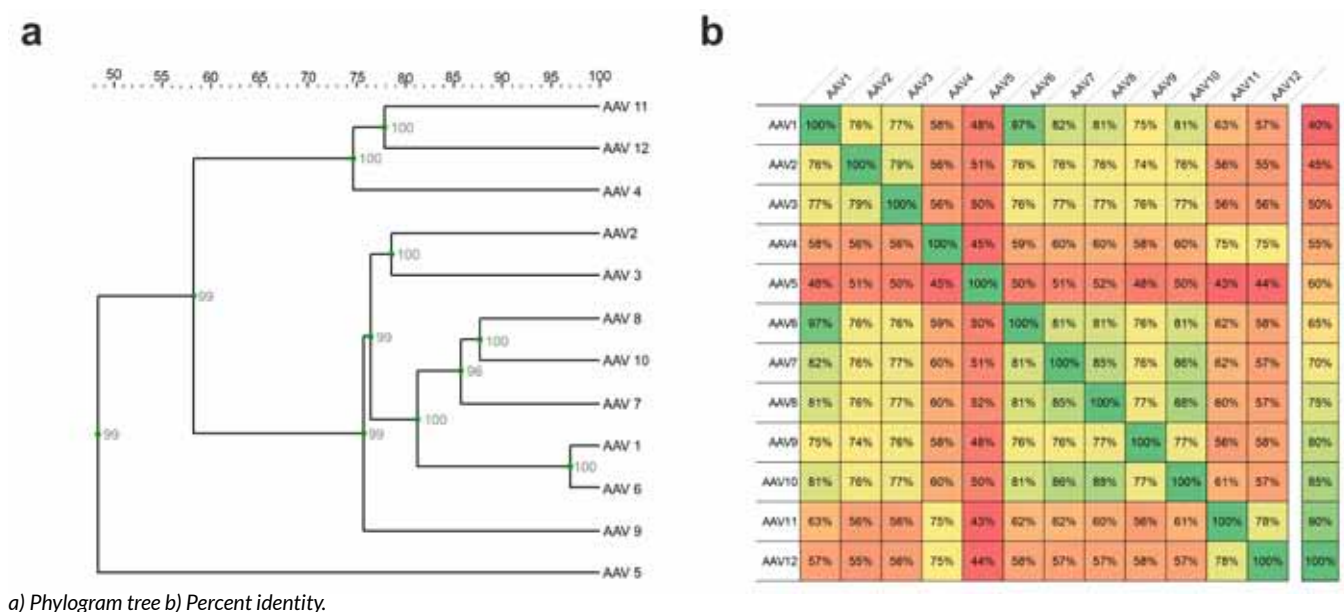 a
50 55 60 65 70 75 80 85 90 95 100
AAV 11
100
AAV 12
100
AAV 4
AAV2
100
AAV 3
99
AAV 8
99
100
AAV 10
96
AAV 7
100
99
99
AAV 1
100
AAV 6
AAV 9
AAV 5
b
AAV1 AAV2 AAV3 AAV4 AAV5 AAV6 AAV7 AAV8 AAV9 AAV10 AAV11 AAV12
AAV1 100% 76% 77% 58% 48% 97% 82% 81% 75% 81% 63% 57% 40%
AAV2 76% 100% 79% 56% 51% 76% 76% 76% 74% 76% 56% 55% 45%
AAV3 77% 79% 100% 56% 50% 76% 77% 77% 76% 77% 56% 56% 50%
AAV4 58% 56% 56% 100% 45% 59% 60% 60% 58% 60% 75% 75% 55%
AAV5 48% 51% 50% 45% 100% 50% 51% 52% 48% 50% 43% 44% 60%
AAV6 97% 76% 76% 59% 50% 100% 81% 81% 76% 81% 62% 58% 65%
AAV7 82% 76% 77% 60% 51% 81% 100% 85% 76% 86% 62% 57% 70%
AAV8 81% 76% 77% 60% 52% 81% 85% 100% 77% 88% 60% 57% 75%
AAV9 75% 74% 76% 58% 48% 76% 76% 77% 100% 77% 56% 58% 80%
AAV10 81% 76% 77% 60% 50% 81% 86% 88% 77% 100% 61% 57% 85%
AAV11 63% 56% 56% 75% 43% 62% 62% 60% 56% 61% 100% 78% 90%
AAV12 57% 55% 56% 75% 44% 58% 57% 57% 58% 57% 78% 100% 100%
a) Phylogram tree b) Percent identity.